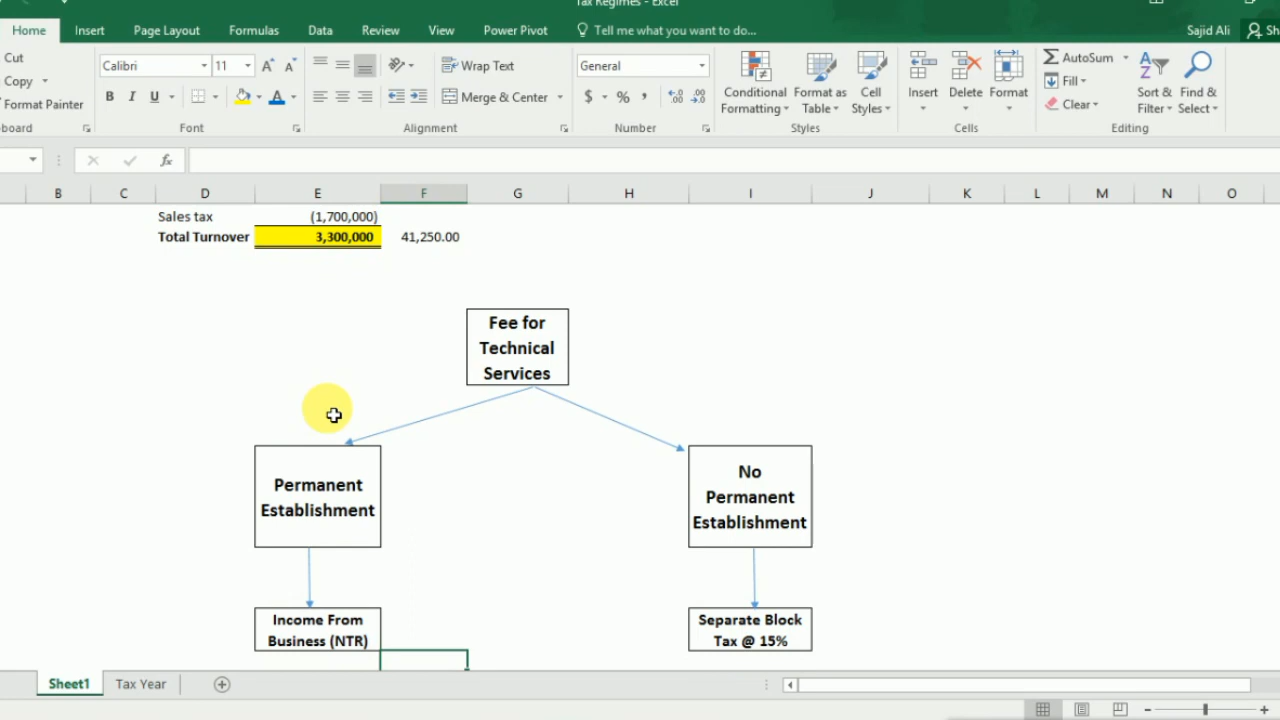 Tax Regimes - Excel
Home Insert Page Layout Formulas Data Review View Power Pivot Tell me what you want to do... Sajid Ali
Cut
Copy
Format Painter
Calibri 11
B I U
Font
Wrap Text
Merge & Center
Alignment
General
$ % ,
Number
Conditional Formatting
Format as Table
Cell Styles
Styles
Insert Delete Format
Cells
AutoSum
Fill
Clear
Sort & Filter
Find & Select
Editing
fx
B C D E F G H I J K L M N O
Sales tax (1,700,000)
Total Turnover 3,300,000 41,250.00
Fee for
Technical
Services
Permanent
Establishment
No
Permanent
Establishment
Income From
Business (NTR)
Separate Block
Tax @ 15%
Sheet1 Tax Year